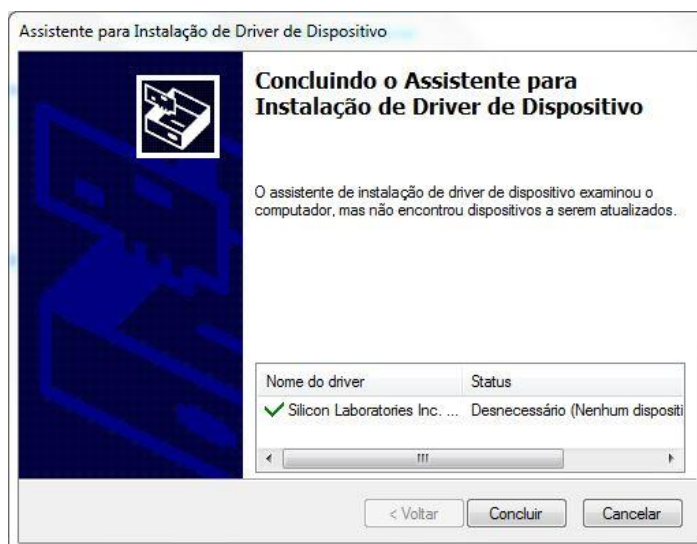 Assistente para Instalação de Driver de Dispositivo
Concluindo o Assistente para
Instalação de Driver de Dispositivo
O assistente de instalação de driver de dispositivo examinou o
computador, mas não encontrou dispositivos a serem atualizados.
Nome do driver Status
Silicon Laboratories Inc. ... Desnecessário (Nenhum dispositi
< Voltar Concluir Cancelar